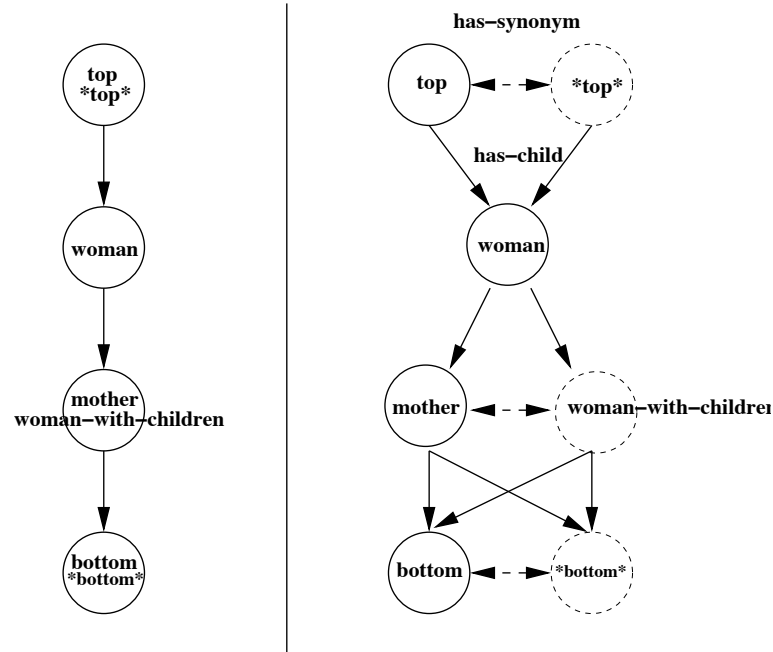 top
*top*
woman
mother
woman−with−children
bottom
*bottom*
has−synonym
top
*top*
has−child
woman
mother
woman−with−children
bottom
*bottom*